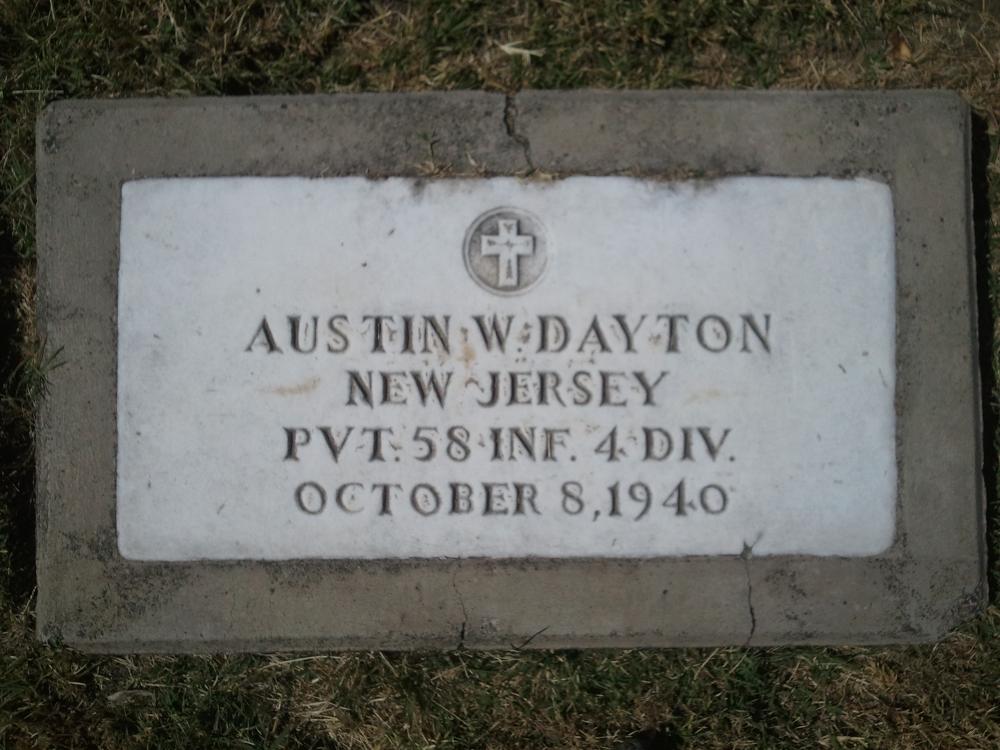 AUSTIN W. DAYTON
NEW JERSEY
PVT. 58 INF. 4 DIV.
OCTOBER 8, 1940